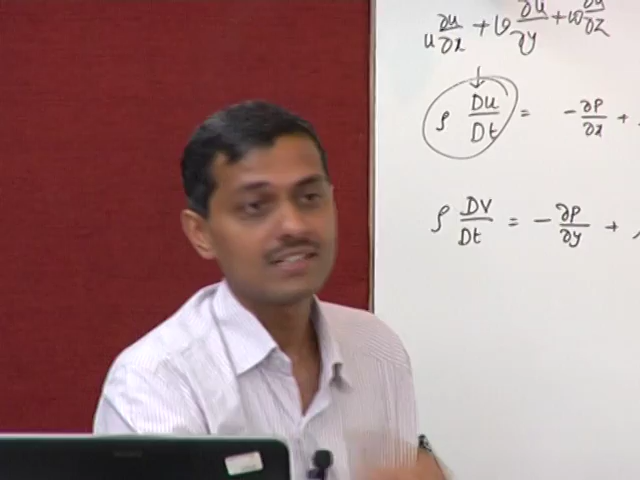 u ∂u/∂x + v ∂u/∂y + w ∂u/∂z
ρ Du/Dt = -∂P/∂x +
ρ DV/Dt = -∂P/∂y +